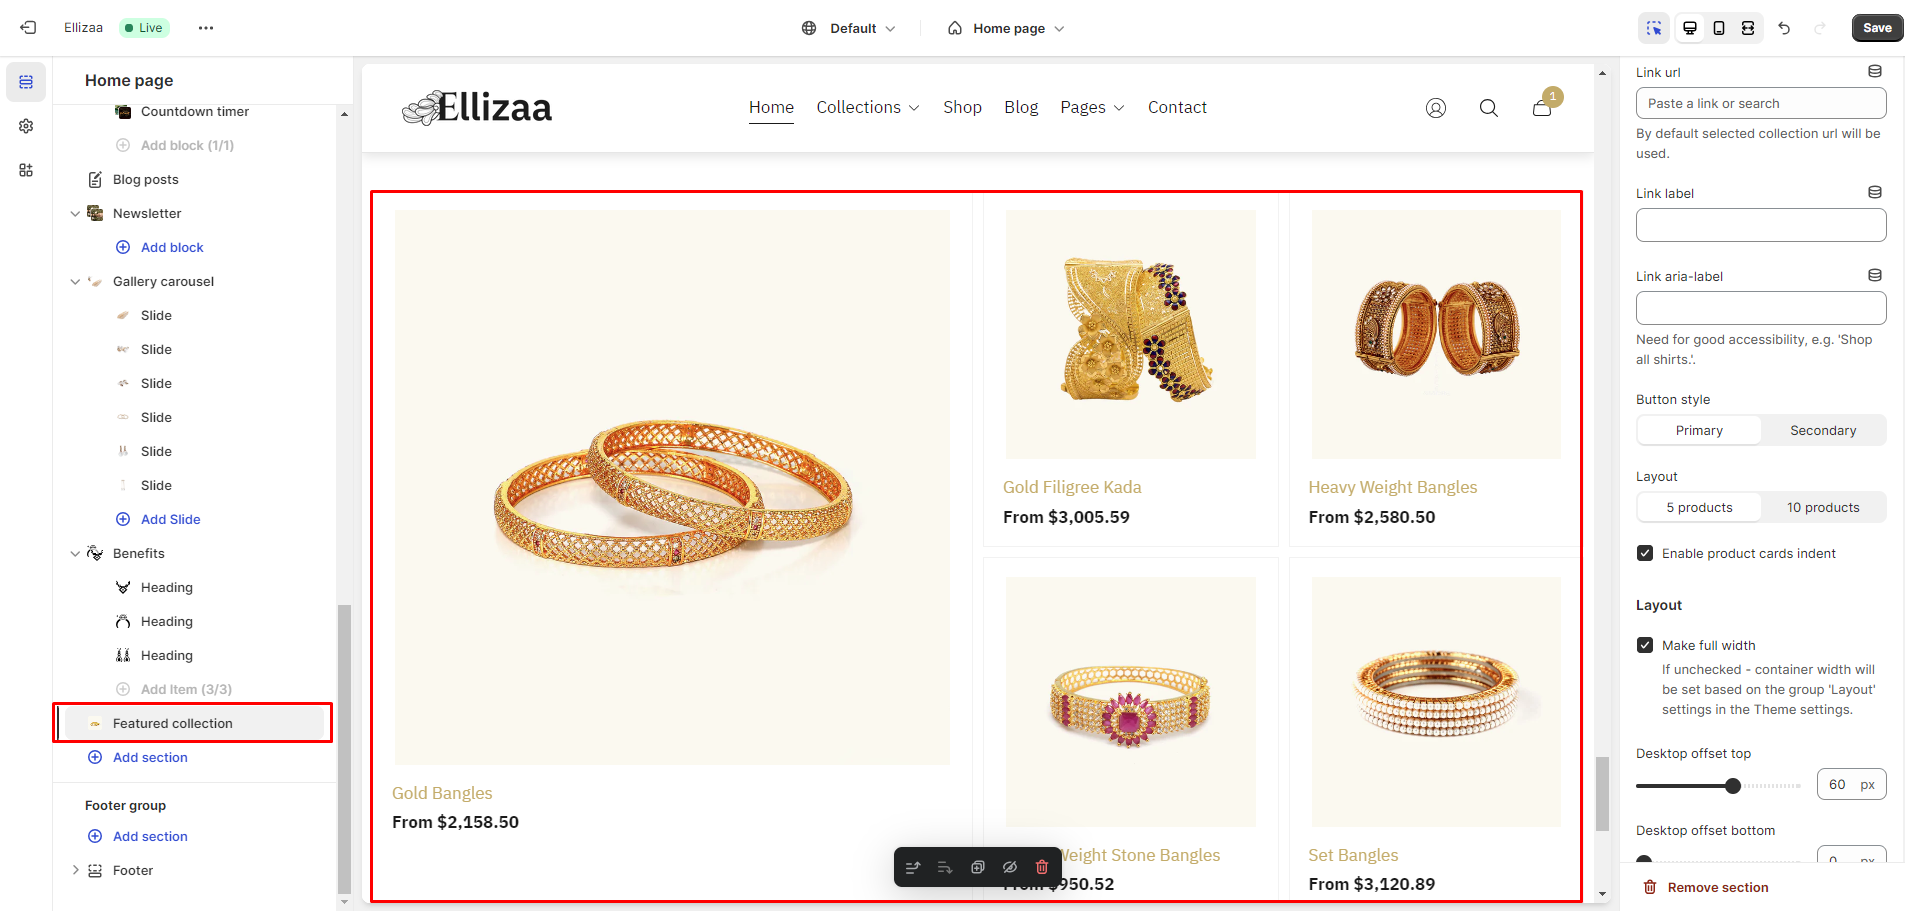 Ellizaa
Live
Default
Home page
Save
Home page
Countdown timer
Add block (1/1)
Blog posts
Newsletter
Add block
Gallery carousel
Slide
Slide
Slide
Slide
Slide
Slide
Add Slide
Benefits
Heading
Heading
Heading
Add Item (3/3)
Featured collection
Add section
Footer group
Add section
Footer
Ellizaa
Home
Collections
Shop
Blog
Pages
Contact
1
Gold Bangles
From $2,158.50
Gold Filigree Kada
From $3,005.59
Heavy Weight Bangles
From $2,580.50
Weight Stone Bangles
$950.52
Set Bangles
From $3,120.89
Link url
Paste a link or search
By default selected collection url will be
used.
Link label
Link aria-label
Need for good accessibility, e.g. 'Shop
all shirts.'.
Button style
Primary
Secondary
Layout
5 products
10 products
Enable product cards indent
Layout
Make full width
If unchecked - container width will
be set based on the group 'Layout'
settings in the Theme settings.
Desktop offset top
60 px
Desktop offset bottom
0 px
Remove section